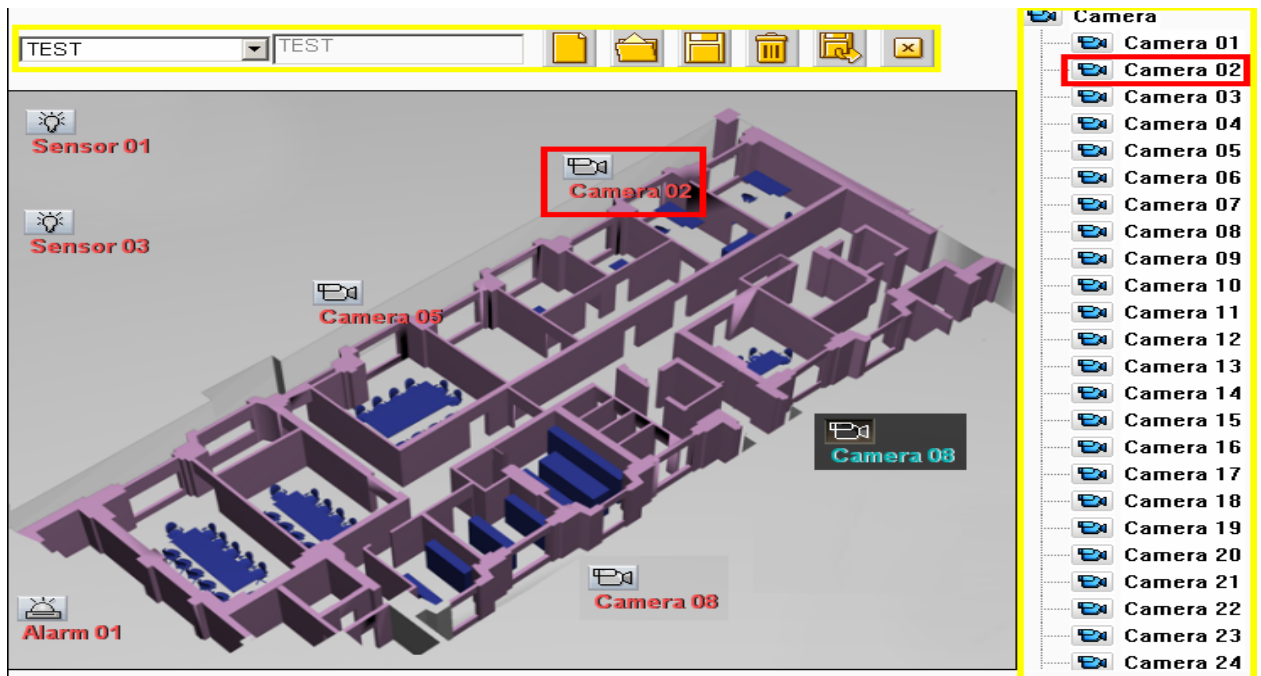 TEST
TEST
Sensor 01
Camera 02
Sensor 03
Camera 05
Camera 08
Camera 08
Alarm 01
Camera
Camera 01
Camera 02
Camera 03
Camera 04
Camera 05
Camera 06
Camera 07
Camera 08
Camera 09
Camera 10
Camera 11
Camera 12
Camera 13
Camera 14
Camera 15
Camera 16
Camera 17
Camera 18
Camera 19
Camera 20
Camera 21
Camera 22
Camera 23
Camera 24